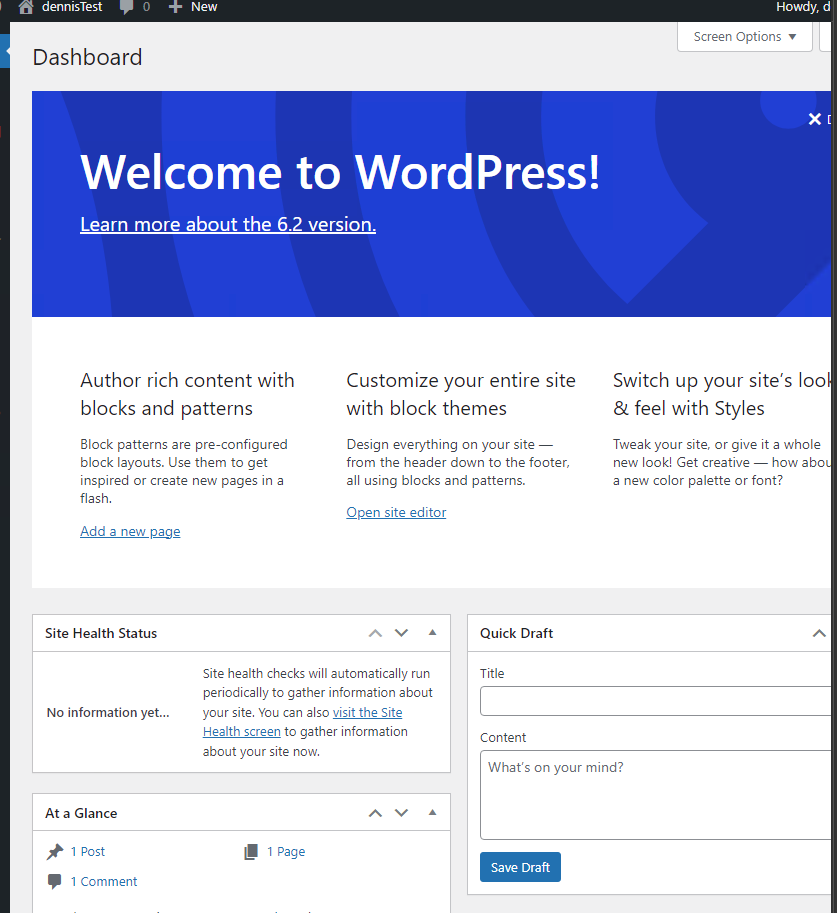 dennisTest 0 New Howdy, d
Screen Options
Dashboard
Welcome to WordPress!
Learn more about the 6.2 version.
Author rich content with
blocks and patterns
Block patterns are pre-configured
block layouts. Use them to get
inspired or create new pages in a
flash.
Add a new page
Customize your entire site
with block themes
Design everything on your site —
from the header down to the footer,
all using blocks and patterns.
Open site editor
Switch up your site’s look
& feel with Styles
Tweak your site, or give it a whole
new look! Get creative — how abou
a new color palette or font?
Site Health Status
No information yet...
Site health checks will automatically run
periodically to gather information about
your site. You can also visit the Site
Health screen to gather information
about your site now.
At a Glance
1 Post
1 Page
1 Comment
Quick Draft
Title
Content
What’s on your mind?
Save Draft